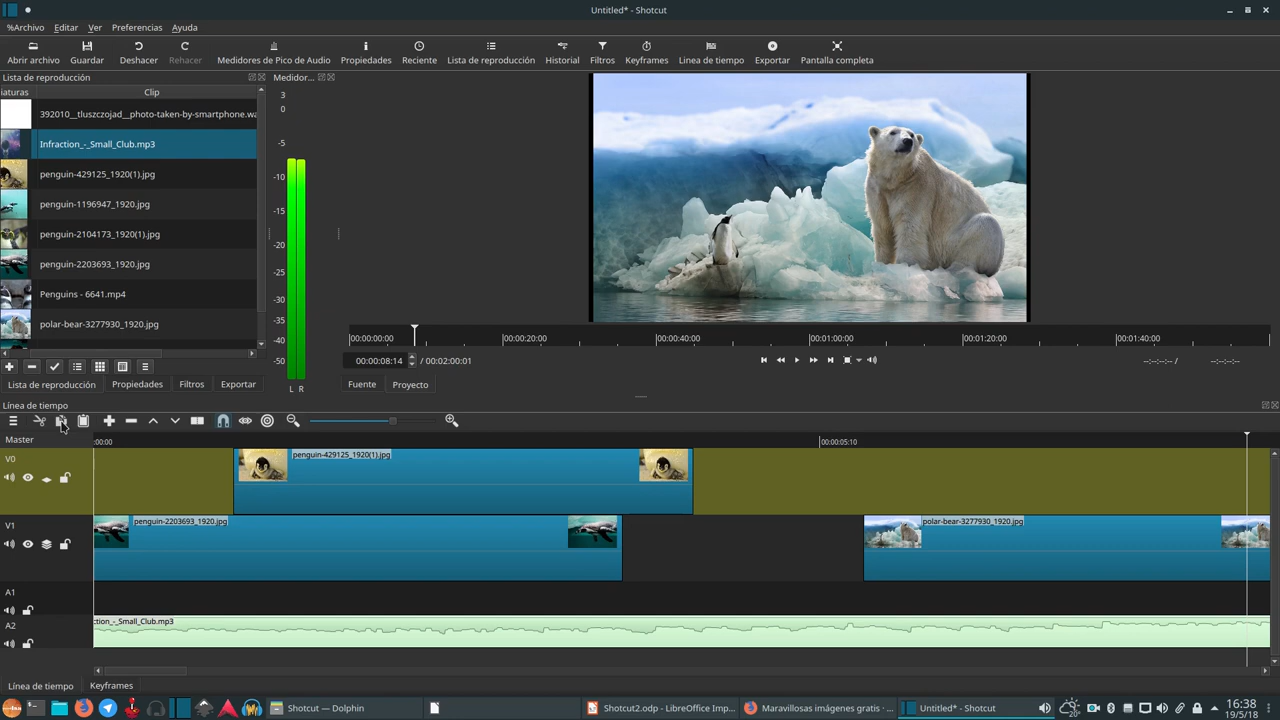 Untitled* - Shotcut
%Archivo Editar Ver Preferencias Ayuda
Abrir archivo Guardar Deshacer Rehacer Medidores de Pico de Audio Propiedades Reciente Lista de reproducción Historial Filtros Keyframes Linea de tiempo Exportar Pantalla completa
Lista de reproducción
Medidor...
iaturas Clip
392010__tluszczojad__photo-taken-by-smartphone.wa
Infraction_-_Small_Club.mp3
penguin-429125_1920(1).jpg
penguin-1196947_1920.jpg
penguin-2104173_1920(1).jpg
penguin-2203693_1920.jpg
Penguins - 6641.mp4
polar-bear-3277930_1920.jpg
3
0
-5
-10
-15
-20
-25
-30
-35
-40
-50
L R
00:00:00:00 00:00:20:00 00:00:40:00 00:01:00:00 00:01:20:00 00:01:40:00
00:00:08:14 / 00:02:00:01
--:--:--:-- / --:--:--:--
Lista de reproducción Propiedades Filtros Exportar
Fuente Proyecto
Línea de tiempo
Master
:00:00 00:00:05:10
V0
penguin-429125_1920(1).jpg
V1
penguin-2203693_1920.jpg
polar-bear-3277930_1920.jpg
A1
A2
ction_-_Small_Club.mp3
Línea de tiempo Keyframes
Shotcut — Dolphin
Shotcut2.odp - LibreOffice Imp...
Maravillosas imágenes gratis · ...
Untitled* - Shotcut
20°
16:38
19/5/18